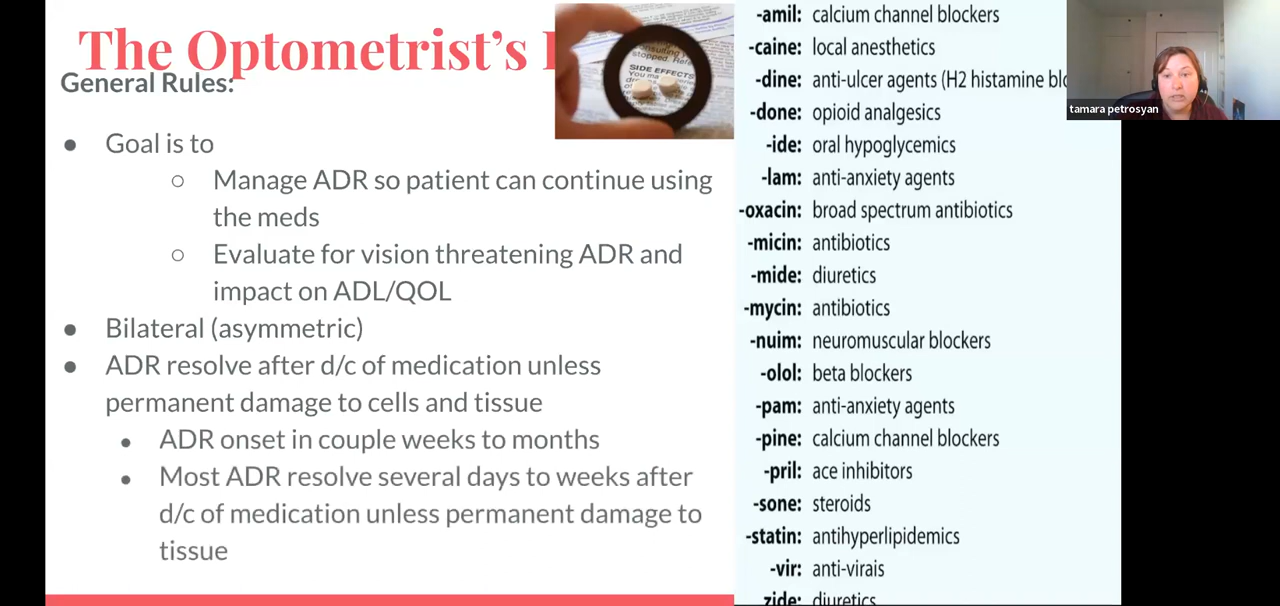 The Optometrist's
General Rules:
● Goal is to
○ Manage ADR so patient can continue using
the meds
○ Evaluate for vision threatening ADR and
impact on ADL/QOL
● Bilateral (asymmetric)
● ADR resolve after d/c of medication unless
permanent damage to cells and tissue
● ADR onset in couple weeks to months
● Most ADR resolve several days to weeks after
d/c of medication unless permanent damage to
tissue
stopped.
SIDE EFFECTS
You
-amil: calcium channel blockers
-caine: local anesthetics
-dine: anti-ulcer agents (H2 histamine
-done: opioid analgesics
-ide: oral hypoglycemics
-lam: anti-anxiety agents
-oxacin: broad spectrum antibiotics
-micin: antibiotics
-mide: diuretics
-mycin: antibiotics
-nuim: neuromuscular blockers
-olol: beta blockers
-pam: anti-anxiety agents
-pine: calcium channel blockers
-pril: ace inhibitors
-sone: steroids
-statin: antihyperlipidemics
-vir: anti-virais
zide: diuretics
tamara petrosyan